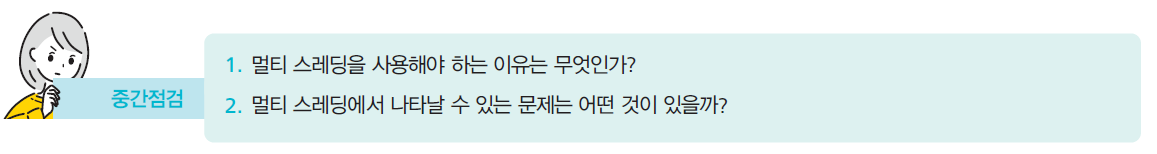 중간점검
1. 멀티 스레딩을 사용해야 하는 이유는 무엇인가?
2. 멀티 스레딩에서 나타날 수 있는 문제는 어떤 것이 있을까?